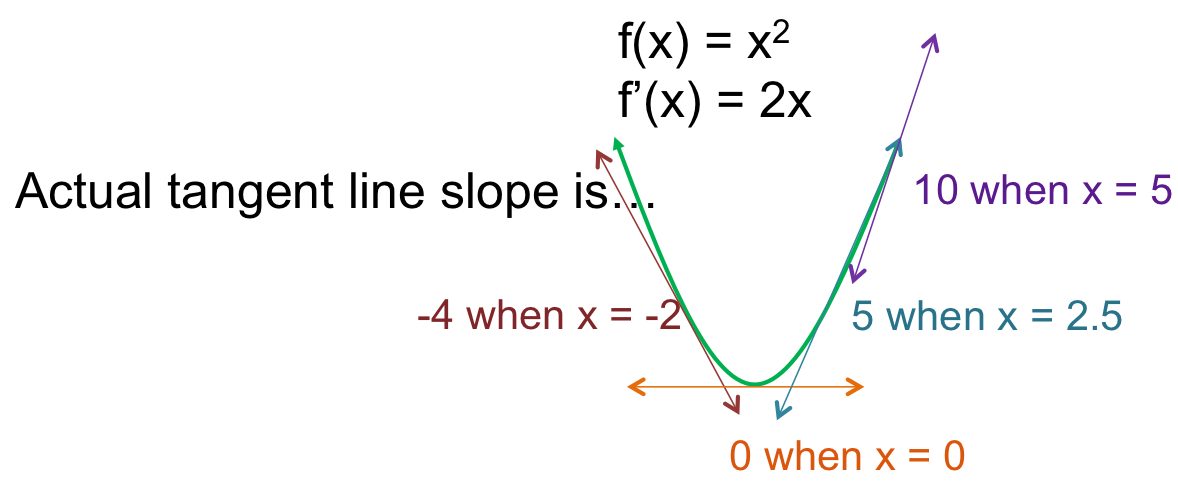 f(x) = x²
f’(x) = 2x
Actual tangent line slope is…
10 when x = 5
-4 when x = -2
5 when x = 2.5
0 when x = 0